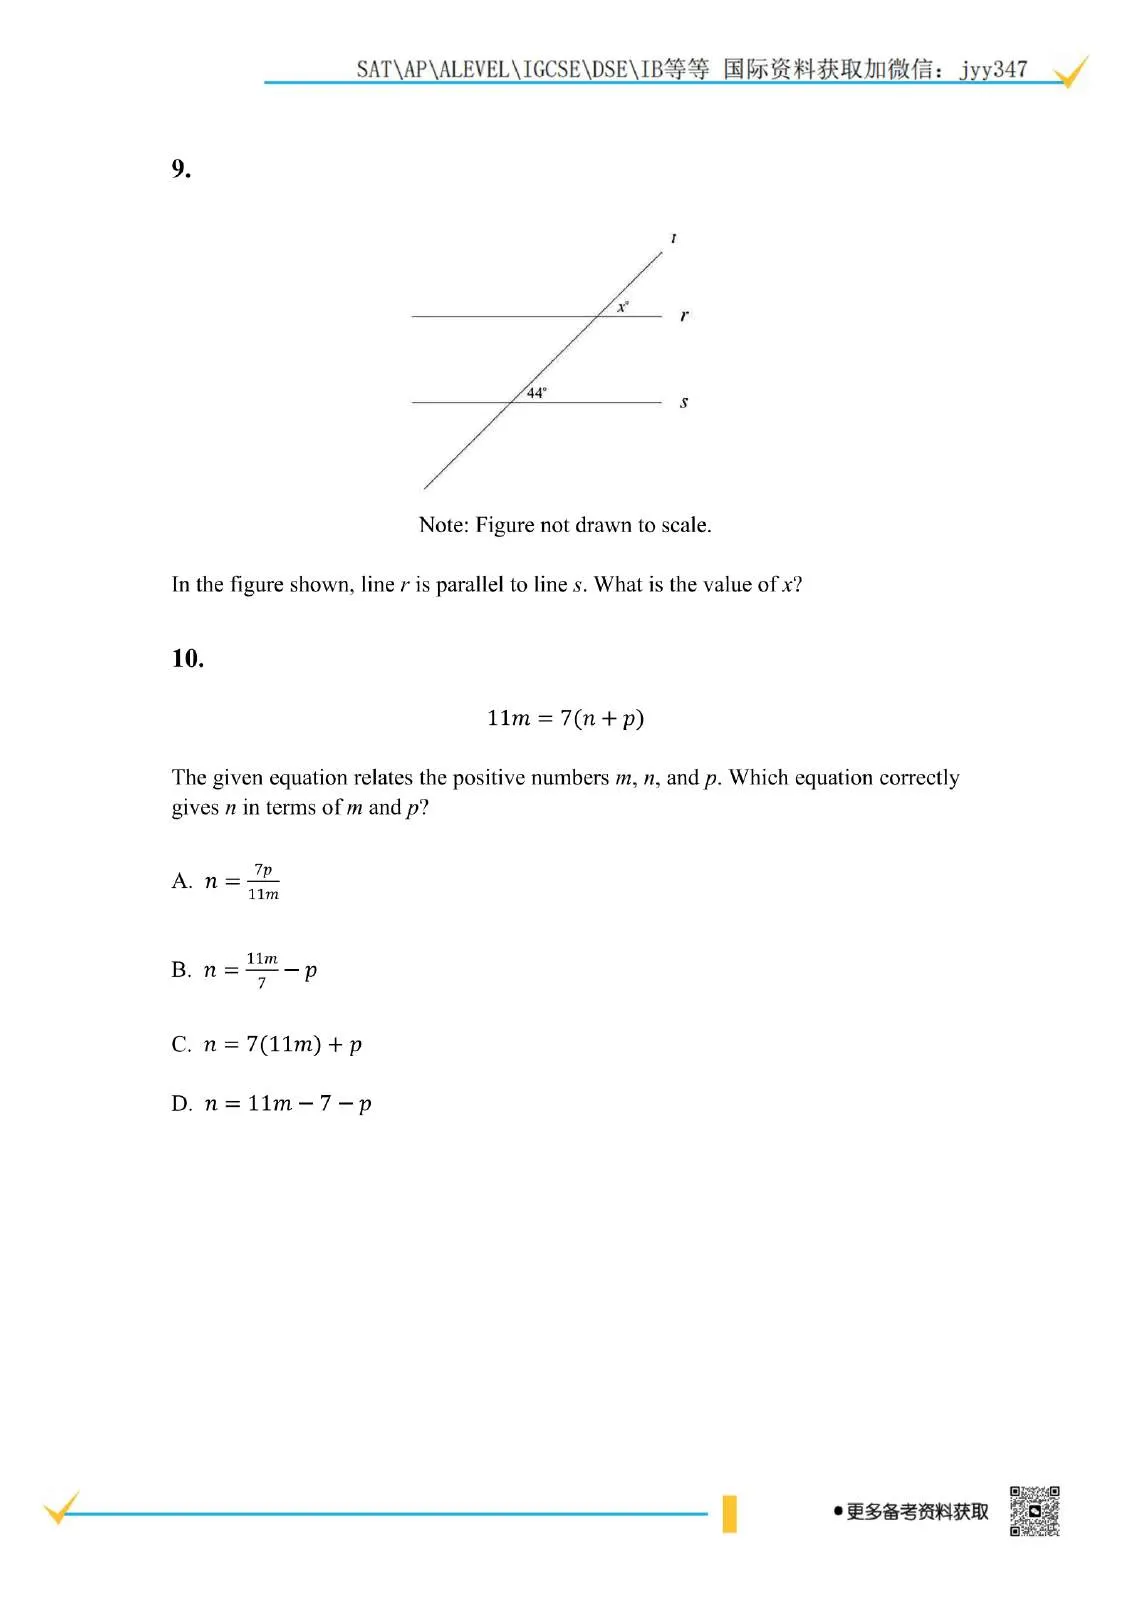 SAT\AP\ALEVEL\IGCSE\DSE\IB等等 国际资料获取加微信：jyy347
9.
t
x°
r
44°
s
Note: Figure not drawn to scale.
In the figure shown, line r is parallel to line s. What is the value of x?
10.
11m = 7(n + p)
The given equation relates the positive numbers m, n, and p. Which equation correctly
gives n in terms of m and p?
A. n = 7p/11m
B. n = 11m/7 − p
C. n = 7(11m) + p
D. n = 11m − 7 − p
•更多备考资料获取